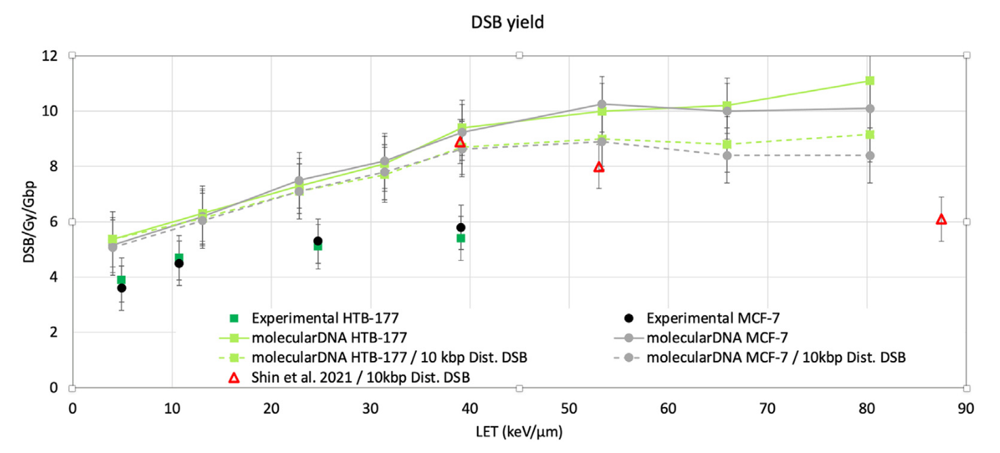 DSB yield
12
10
8
6
4
2
0
DSB/Gy/Gbp
Experimental HTB-177
Experimental MCF-7
molecularDNA HTB-177
molecularDNA MCF-7
molecularDNA HTB-177 / 10 kbp Dist. DSB
molecularDNA MCF-7 / 10kbp Dist. DSB
Shin et al. 2021 / 10kbp Dist. DSB
0 10 20 30 40 50 60 70 80 90
LET (keV/μm)